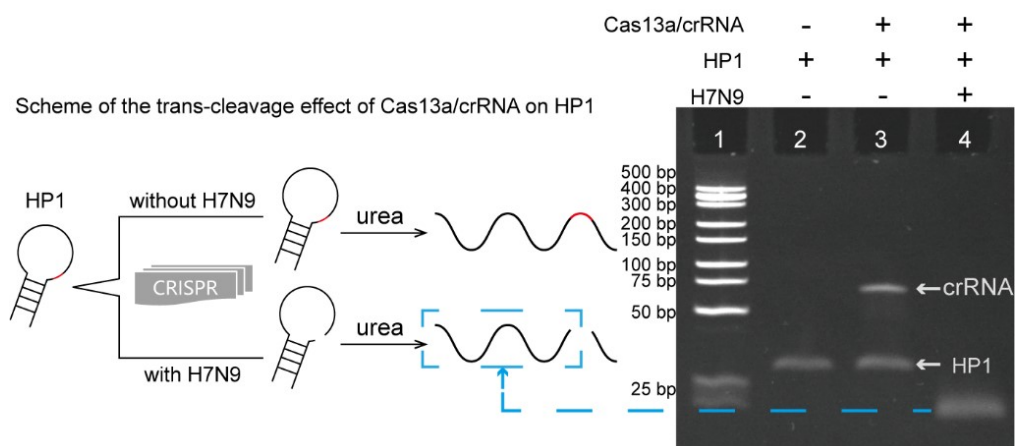 Cas13a/crRNA - + +
HP1 + + +
H7N9 - - +
Scheme of the trans-cleavage effect of Cas13a/crRNA on HP1
1 2 3 4
500 bp
400 bp
300 bp
200 bp
150 bp
100 bp
75 bp
50 bp
25 bp
HP1
without H7N9
urea
CRISPR
with H7N9
urea
←crRNA
← HP1